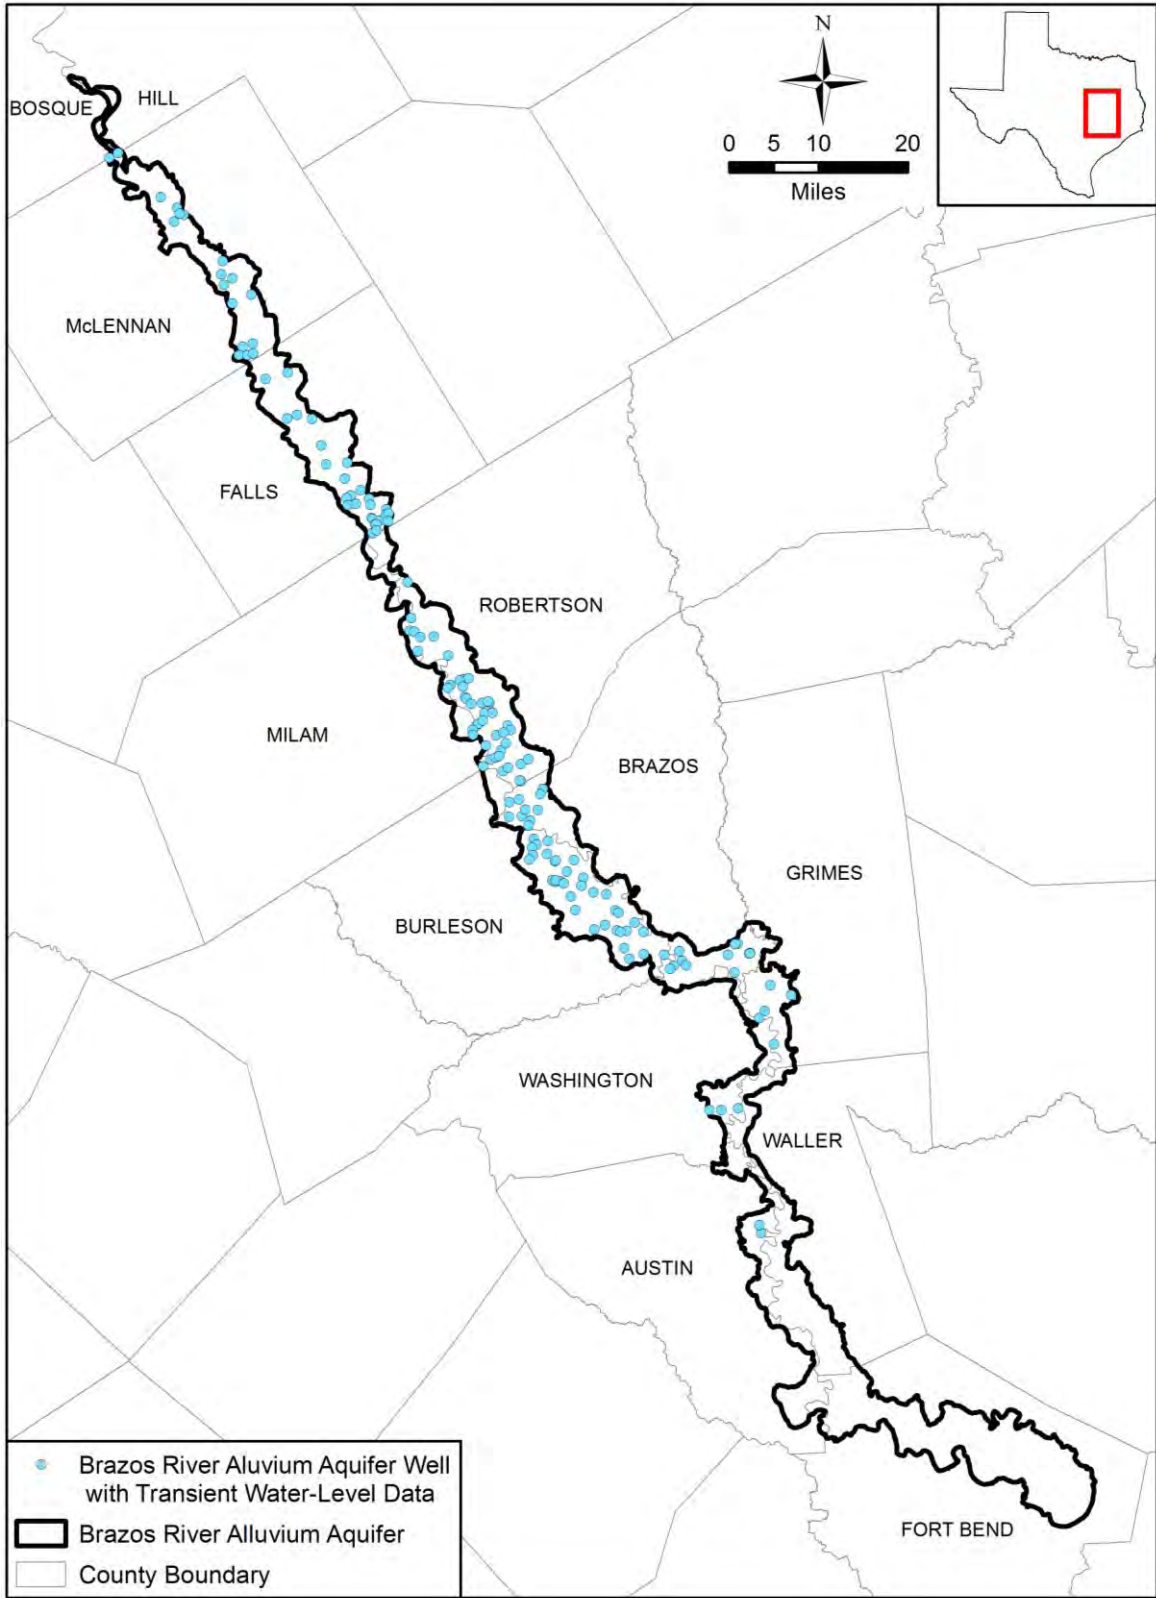 N
HILL
BOSQUE
0 5 10 20
Miles
McLENNAN
FALLS
ROBERTSON
MILAM
BRAZOS
GRIMES
BURLESON
WASHINGTON
WALLER
AUSTIN
Brazos River Aluvium Aquifer Well
with Transient Water-Level Data
Brazos River Alluvium Aquifer
FORT BEND
County Boundary